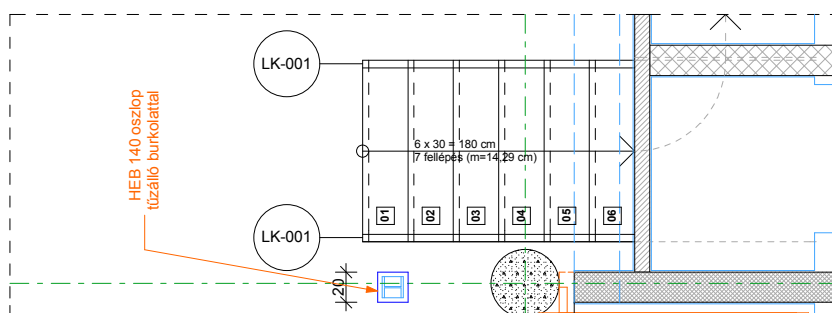 LK-001
HEB 140 oszlop
tűzálló burkolattal
6 x 30 = 180 cm
7 fellépés (m=14,29 cm)
01
02
03
04
05
06
LK-001
20